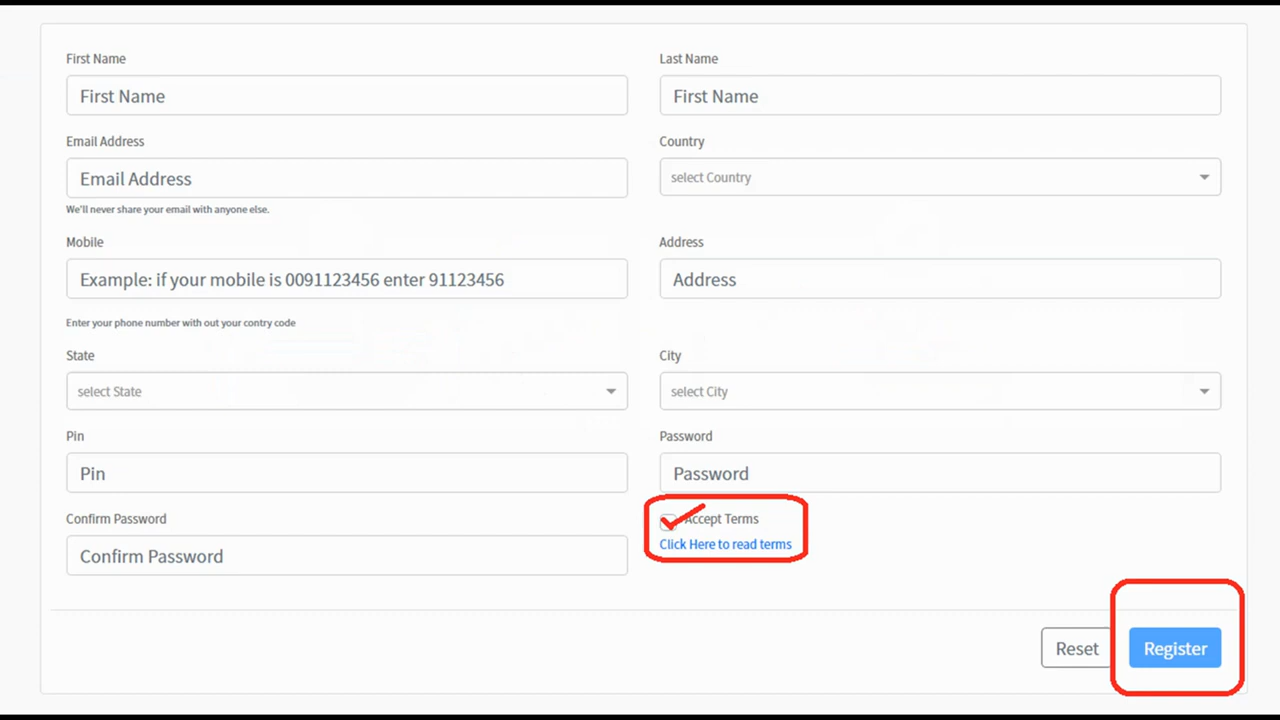 First Name
Last Name
First Name
First Name
Email Address
Country
Email Address
select Country
We'll never share your email with anyone else.
Mobile
Address
Example: if your mobile is 0091123456 enter 91123456
Address
Enter your phone number with out your contry code
State
City
select State
select City
Pin
Password
Pin
Password
Confirm Password
Accept Terms
Click Here to read terms
Confirm Password
Reset
Register